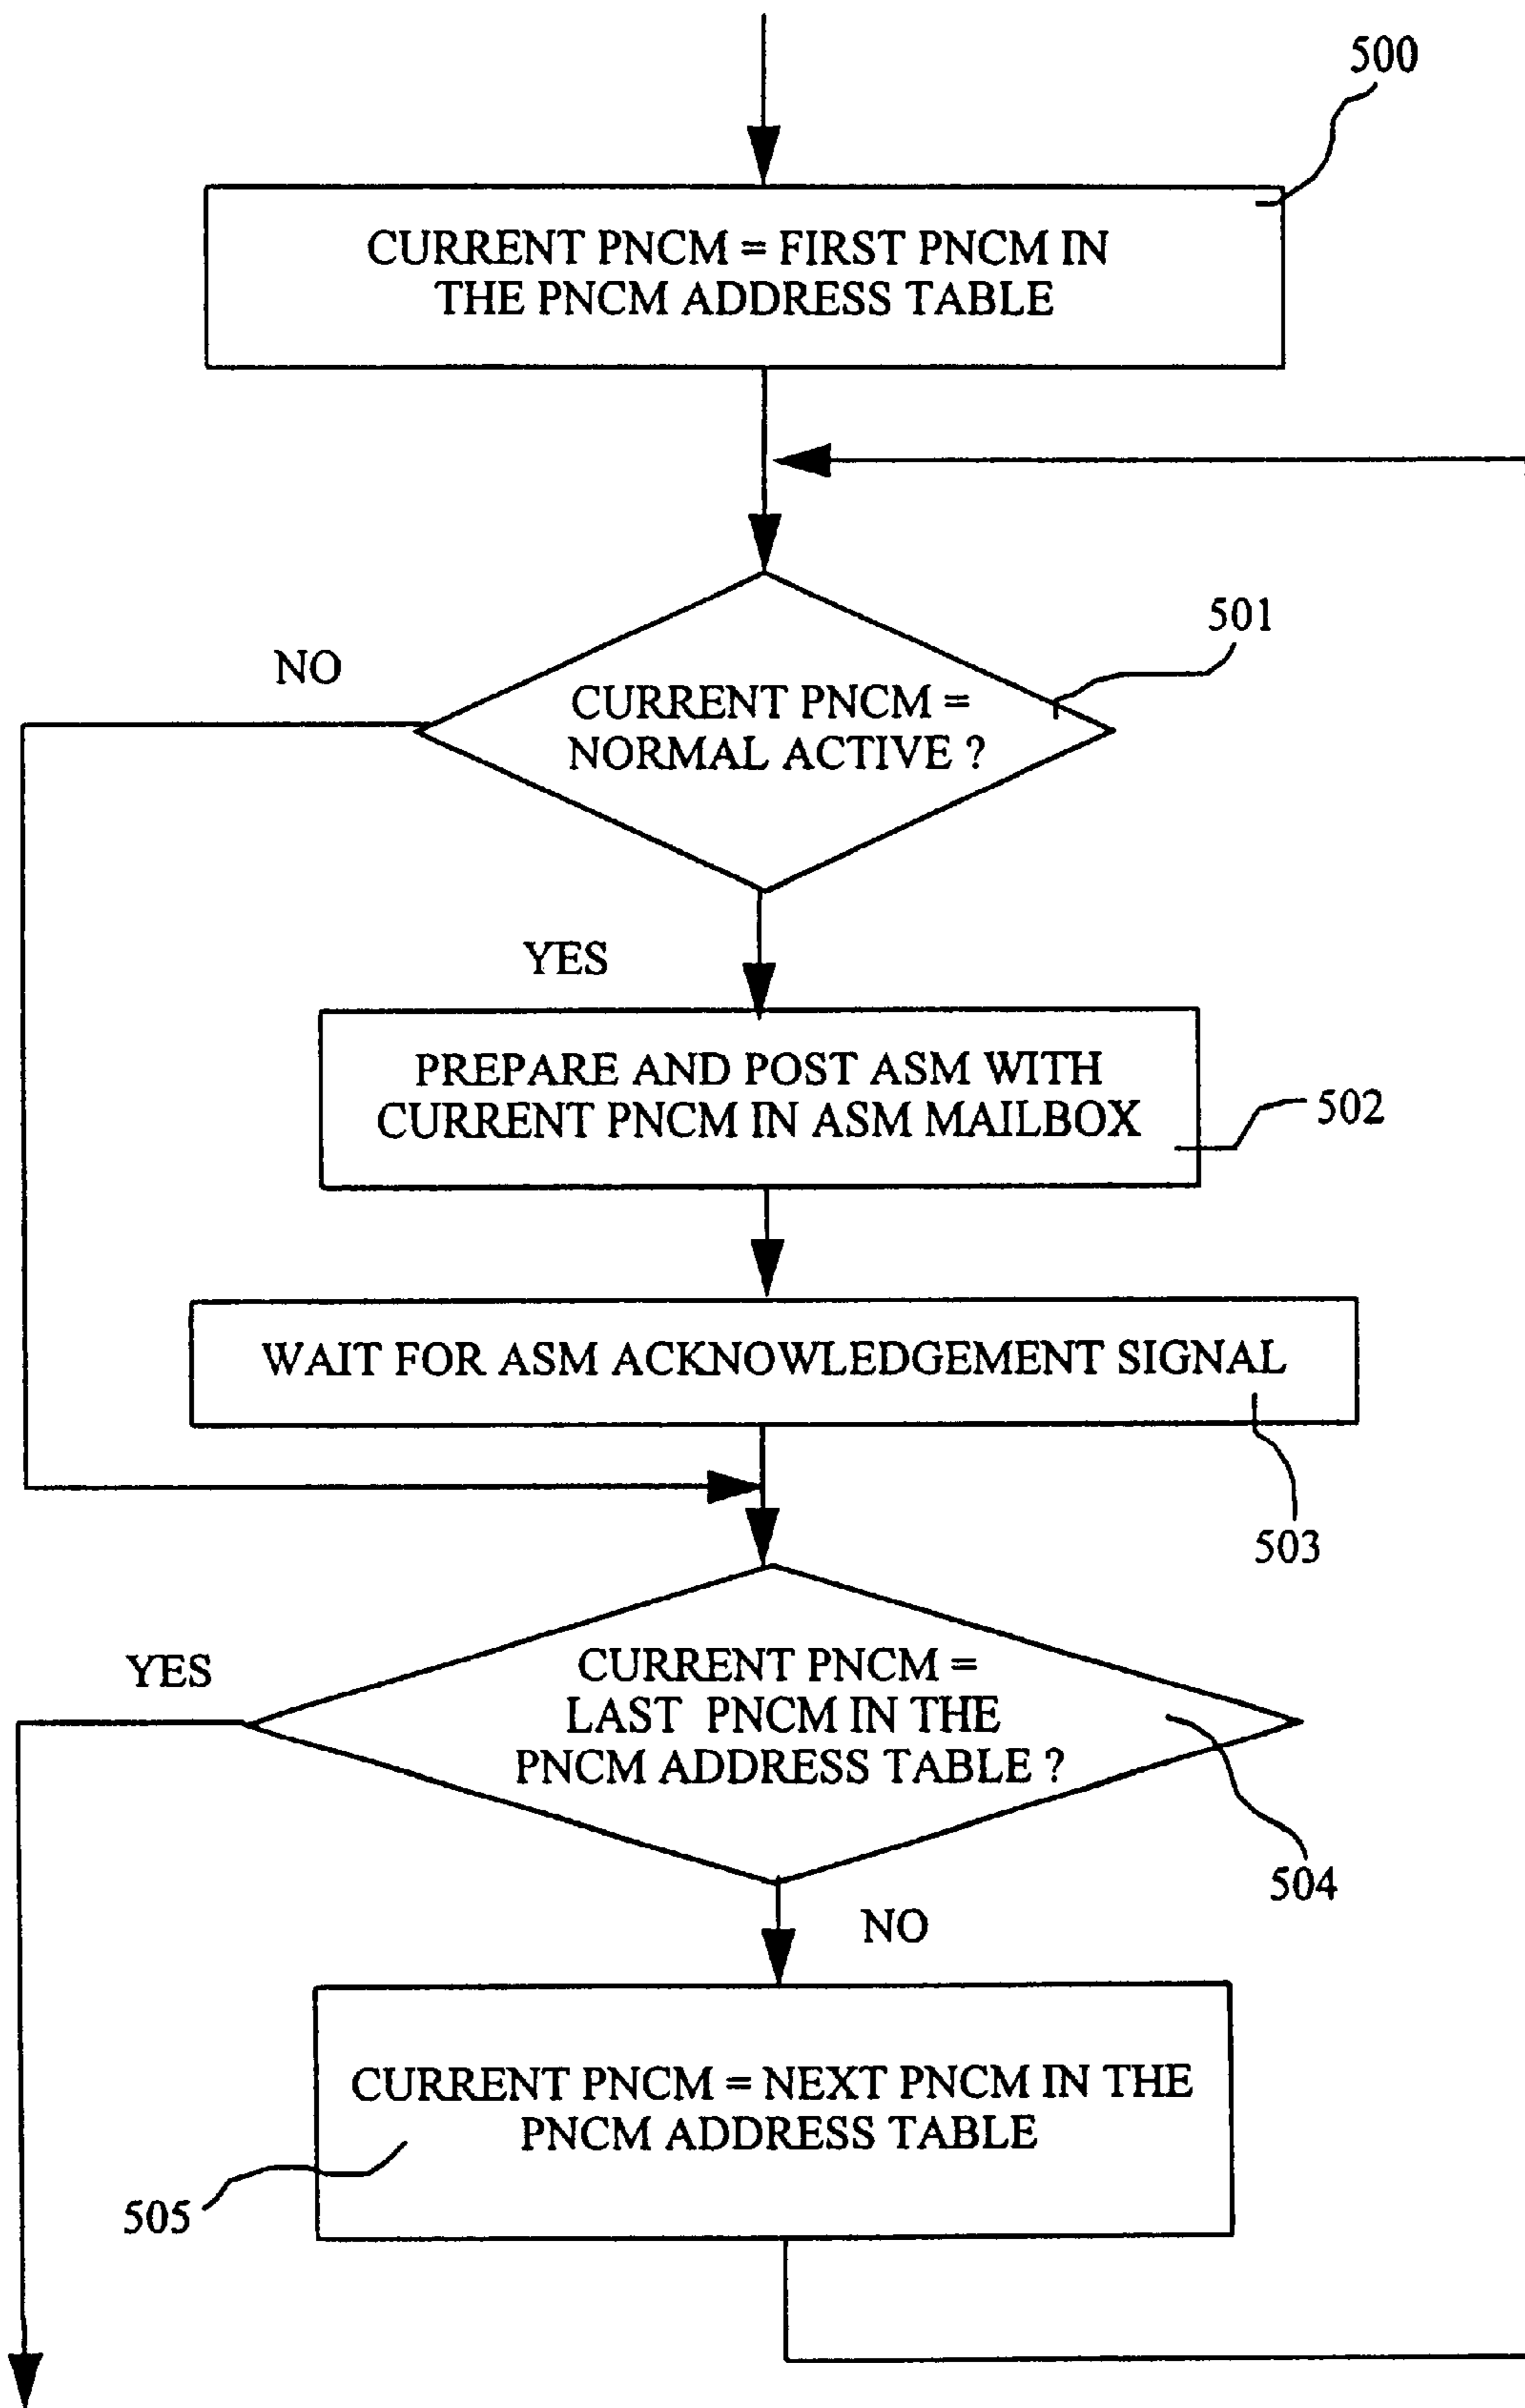 500
CURRENT PNCM = FIRST PNCM IN
THE PNCM ADDRESS TABLE
501
NO
CURRENT PNCM =
NORMAL ACTIVE ?
YES
PREPARE AND POST ASM WITH
CURRENT PNCM IN ASM MAILBOX
502
WAIT FOR ASM ACKNOWLEDGEMENT SIGNAL
503
YES
CURRENT PNCM =
LAST PNCM IN THE
PNCM ADDRESS TABLE ?
504
NO
CURRENT PNCM = NEXT PNCM IN THE
PNCM ADDRESS TABLE
505